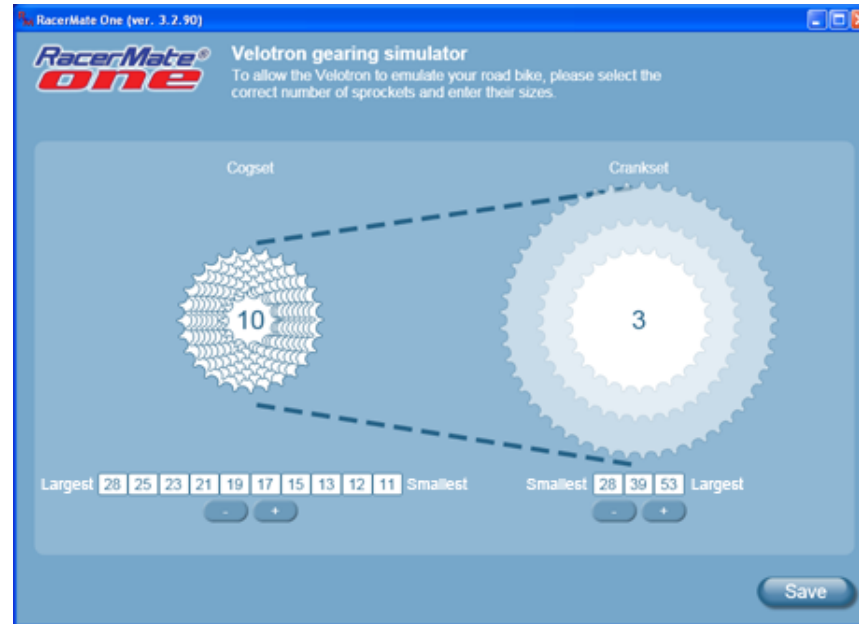 RacerMate One (ver. 3.2.90)
RacerMate®
one
Velotron gearing simulator
To allow the Velotron to emulate your road bike, please select the
correct number of sprockets and enter their sizes.
Cogset
Crankset
10
3
Largest 28 25 23 21 19 17 15 13 12 11 Smallest
- +
Smallest 28 39 53 Largest
- +
Save